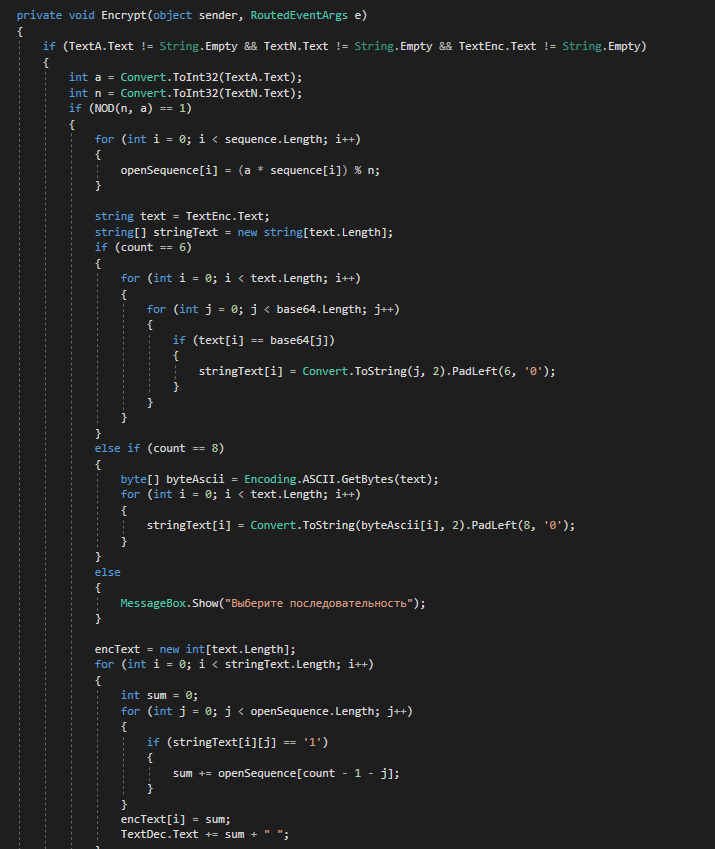 private void Encrypt(object sender, RoutedEventArgs e)
{
if (TextA.Text != String.Empty && TextN.Text != String.Empty && TextEnc.Text != String.Empty)
{
int a = Convert.ToInt32(TextA.Text);
int n = Convert.ToInt32(TextN.Text);
if (NOD(n, a) == 1)
{
for (int i = 0; i < sequence.Length; i++)
{
openSequence[i] = (a * sequence[i]) % n;
}
string text = TextEnc.Text;
string[] stringText = new string[text.Length];
if (count == 6)
{
for (int i = 0; i < text.Length; i++)
{
for (int j = 0; j < base64.Length; j++)
{
if (text[i] == base64[j])
{
stringText[i] = Convert.ToString(j, 2).PadLeft(6, '0');
}
}
}
}
else if (count == 8)
{
byte[] byteAscii = Encoding.ASCII.GetBytes(text);
for (int i = 0; i < text.Length; i++)
{
stringText[i] = Convert.ToString(byteAscii[i], 2).PadLeft(8, '0');
}
}
else
{
MessageBox.Show("Выберите последовательность");
}
encText = new int[text.Length];
for (int i = 0; i < stringText.Length; i++)
{
int sum = 0;
for (int j = 0; j < openSequence.Length; j++)
{
if (stringText[i][j] == '1')
{
sum += openSequence[count - 1 - j];
}
}
encText[i] = sum;
TextDec.Text += sum + " ";